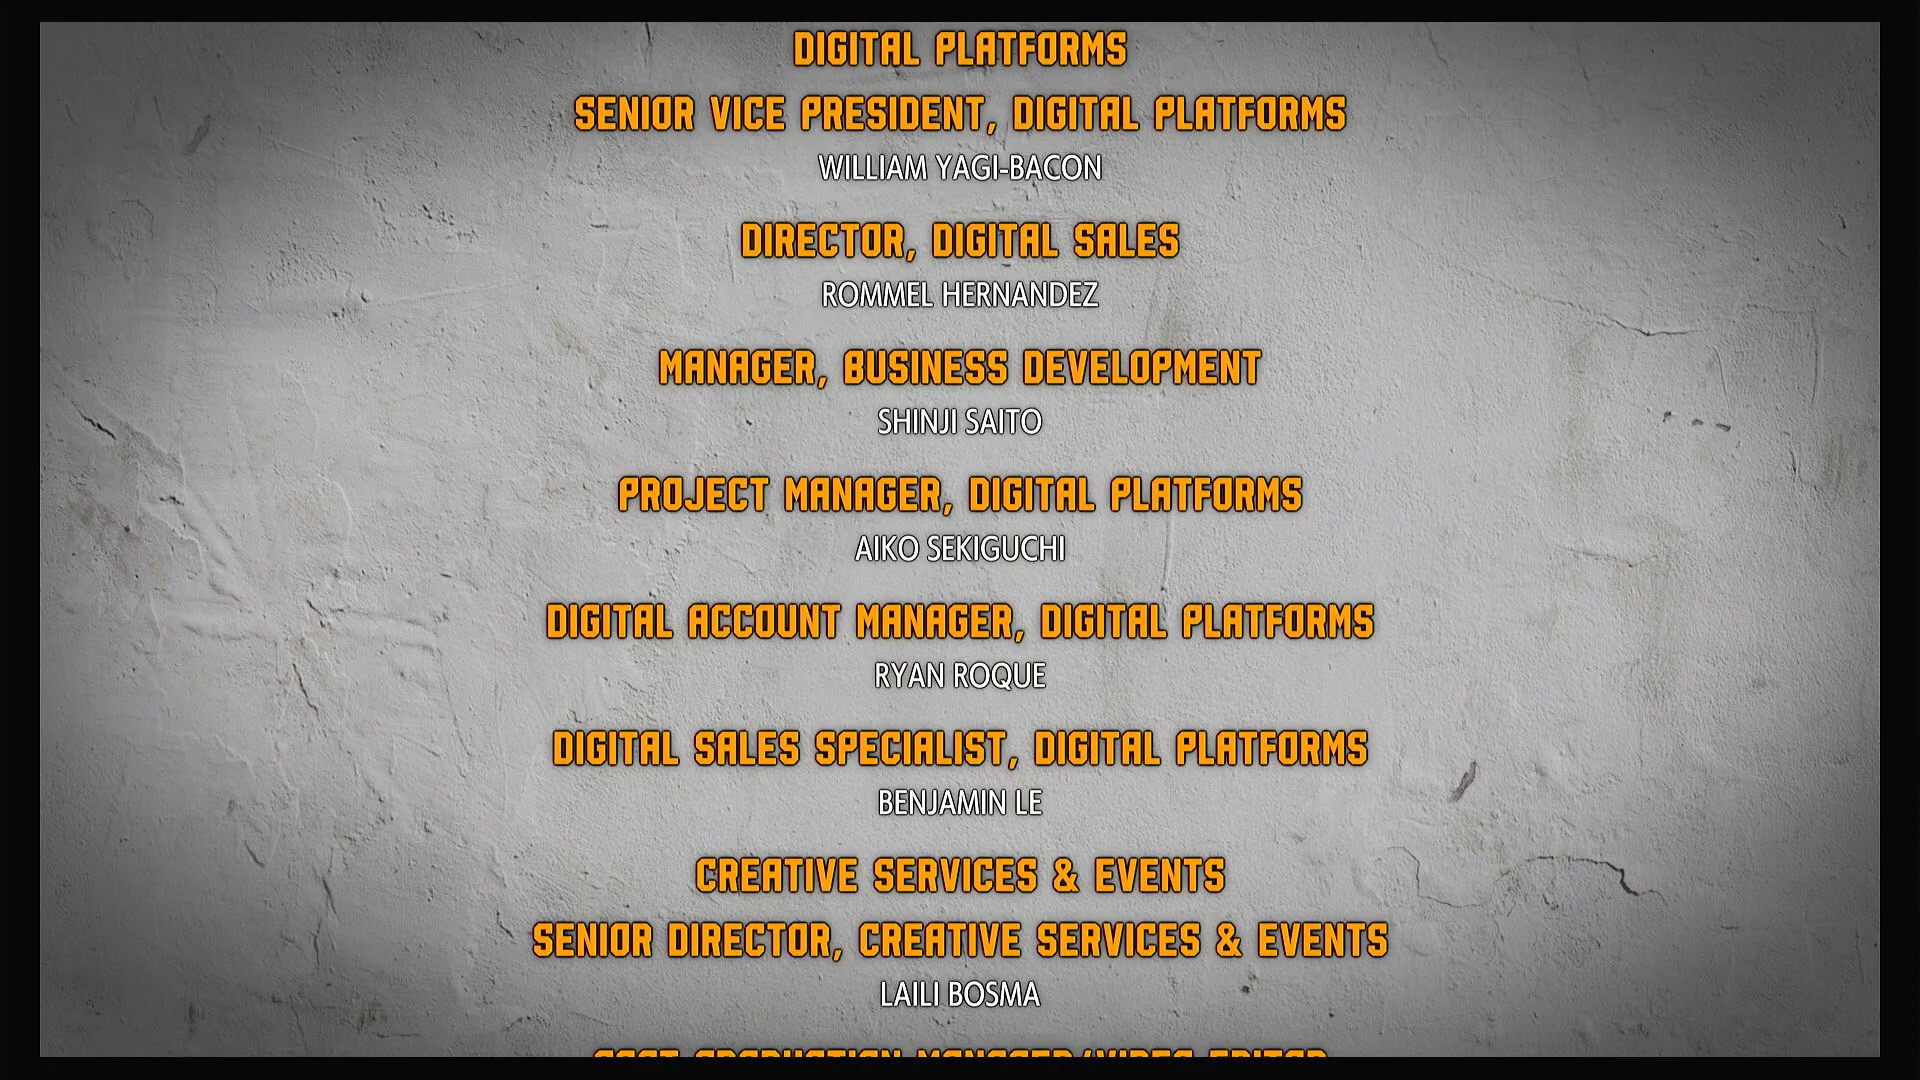 DIGITAL PLATFORMS
SENIOR VICE PRESIDENT, DIGITAL PLATFORMS
WILLIAM YAGI-BACON
DIRECTOR, DIGITAL SALES
ROMMEL HERNANDEZ
MANAGER, BUSINESS DEVELOPMENT
SHINJI SAITO
PROJECT MANAGER, DIGITAL PLATFORMS
AIKO SEKIGUCHI
DIGITAL ACCOUNT MANAGER, DIGITAL PLATFORMS
RYAN ROQUE
DIGITAL SALES SPECIALIST, DIGITAL PLATFORMS
BENJAMIN LE
CREATIVE SERVICES & EVENTS
SENIOR DIRECTOR, CREATIVE SERVICES & EVENTS
LAILI BOSMA